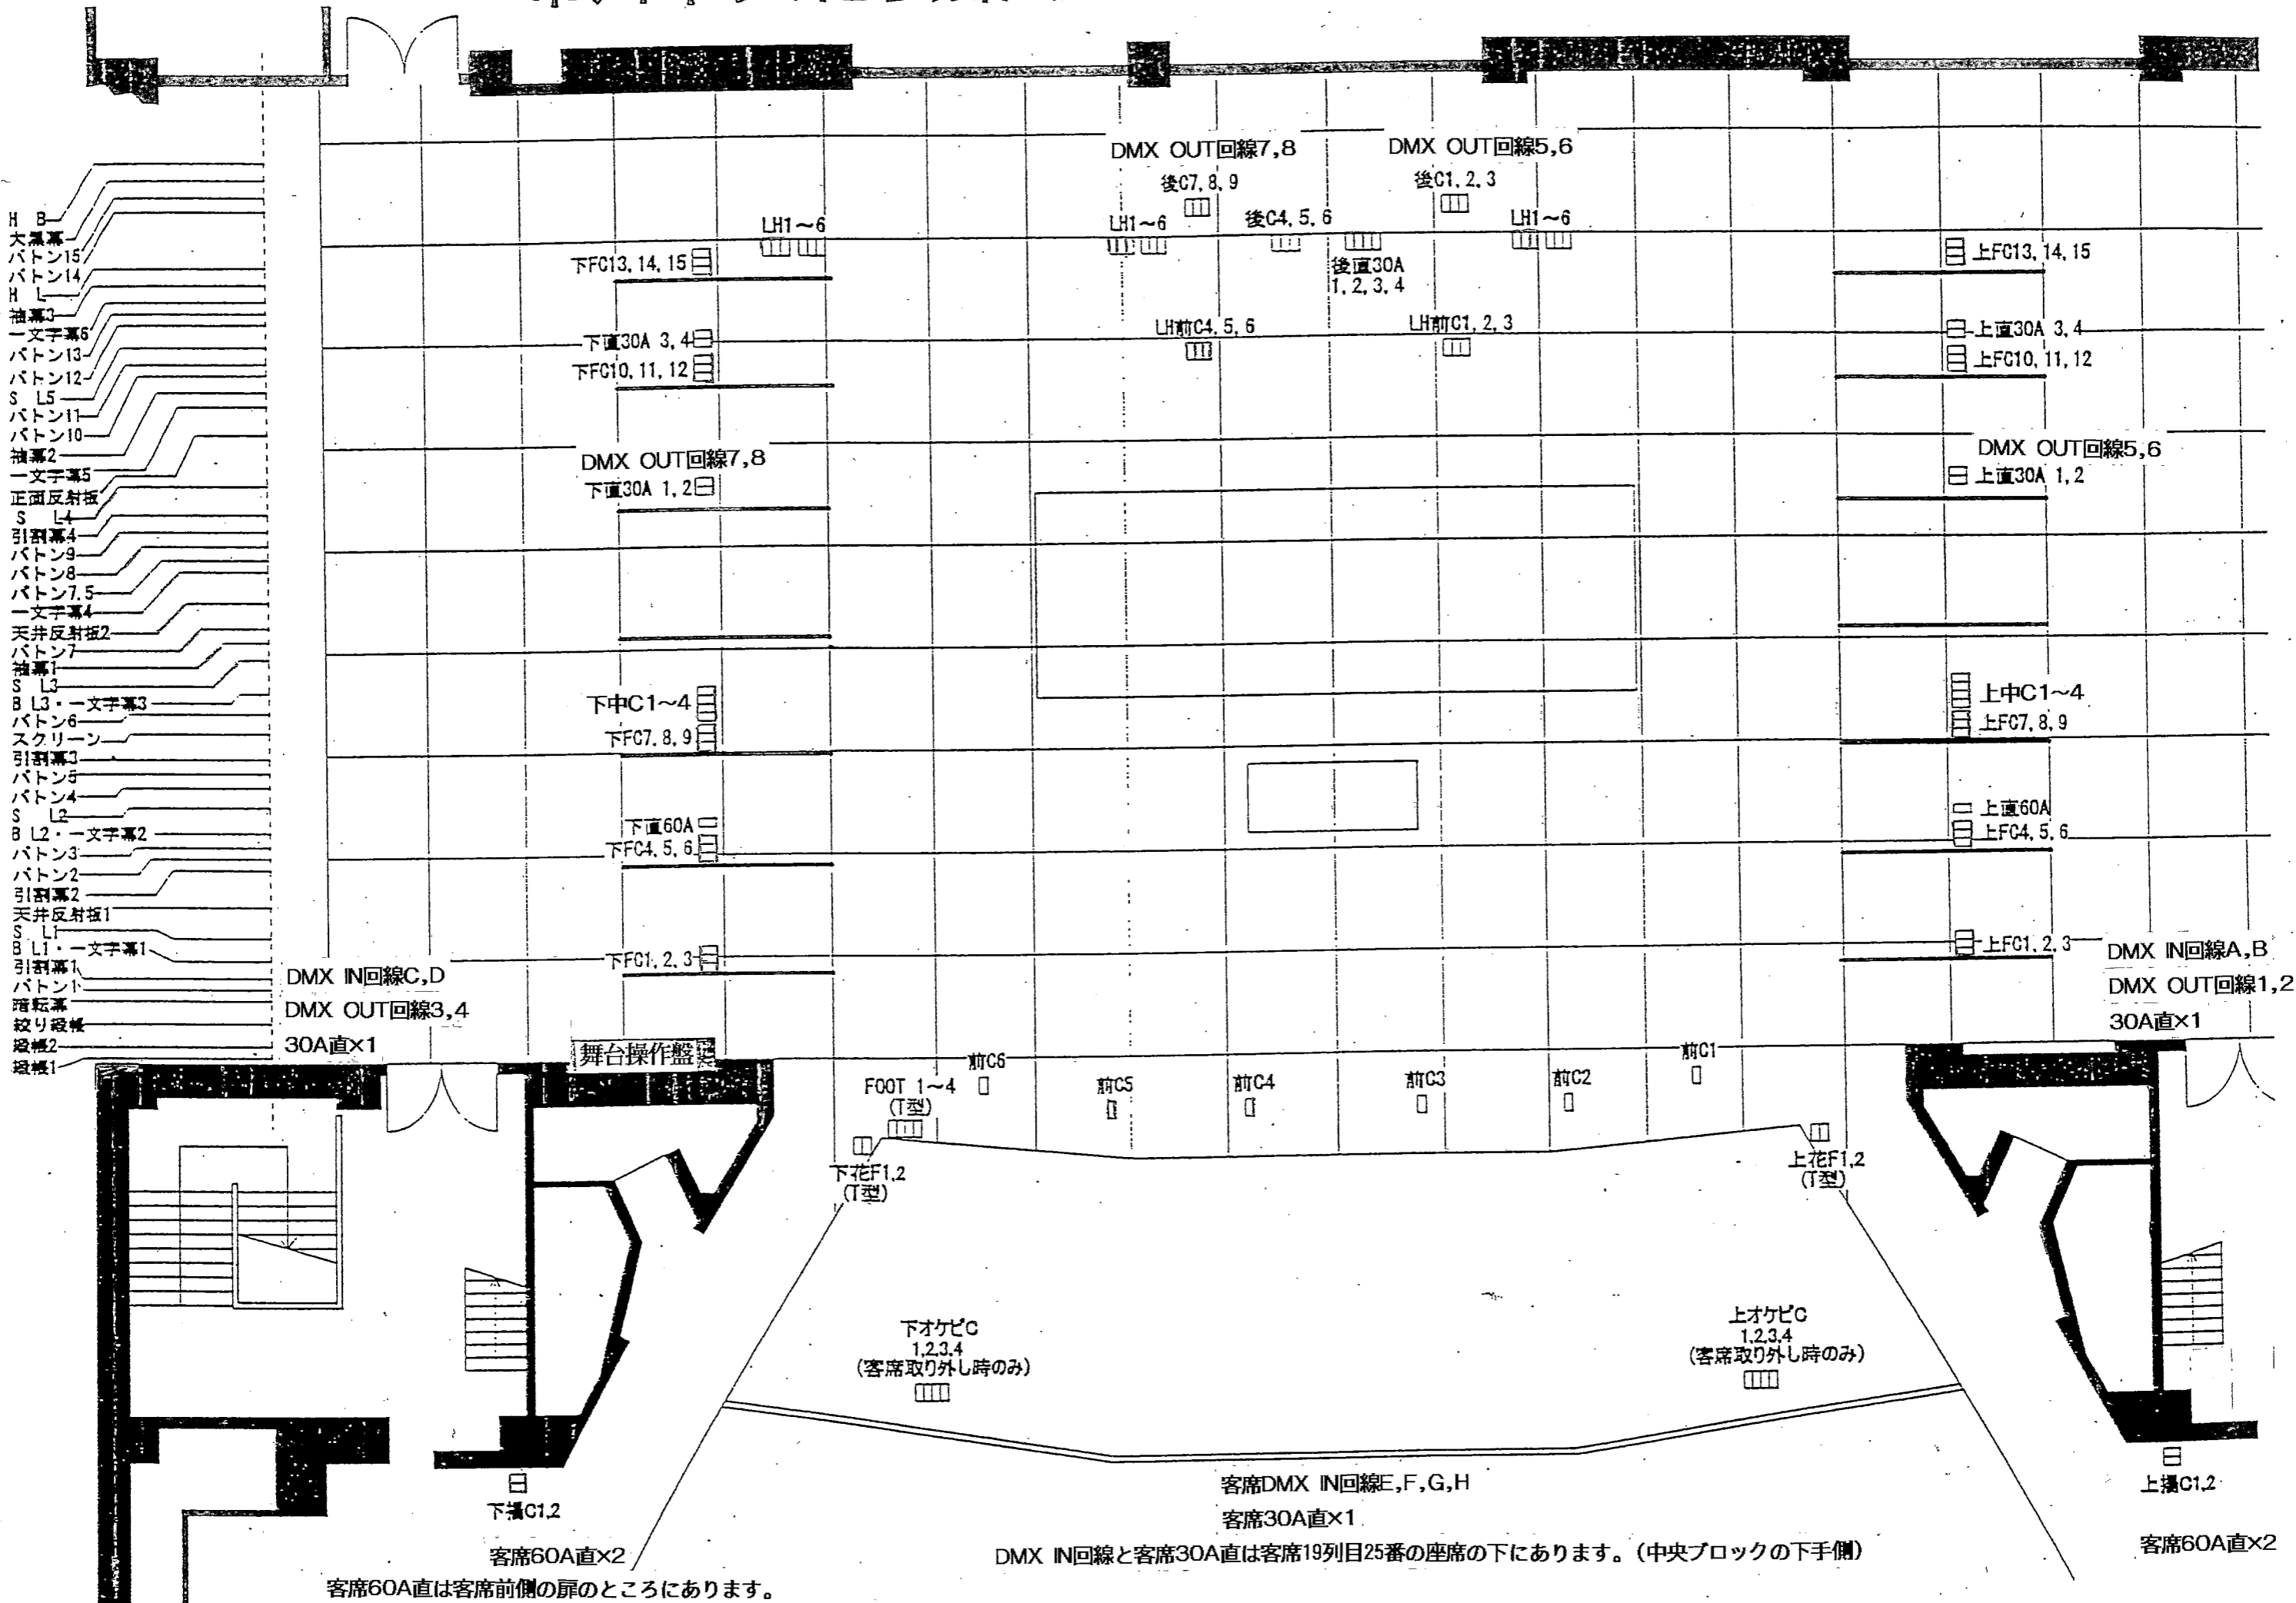 H B
大黒幕
バトン15
バトン14
H L
袖幕3
一文字幕6
バトン13
バトン12
S L5
バトン11
バトン10
袖幕2
一文字幕5
正面反射板
S L4
引割幕4
バトン9
バトン8
バトン7.5
一文字幕4
天井反射板2
バトン7
袖幕1
S L3
B L3・一文字幕3
バトン6
スクリーン
引割幕3
バトン5
バトン4
S L2
B L2・一文字幕2
バトン3
バトン2
引割幕2
天井反射板1
S L1
B L1・一文字幕1
引割幕1
バトン1
暗転幕
絞り緞帳
緞帳2
緞帳1
DMX OUT回線7,8
DMX OUT回線5,6
後C7,8,9
後C1,2,3
LH1～6
LH1～6
後C4,5,6
LH1～6
下FC13,14,15
後直30A
1,2,3,4
上FC13,14,15
LH前C4,5,6
LH前C1,2,3
下直30A 3,4
上直30A 3,4
下FC10,11,12
上FC10,11,12
DMX OUT回線7,8
DMX OUT回線5,6
下直30A 1,2
上直30A 1,2
下中C1～4
上中C1～4
下FC7,8,9
上FC7,8,9
下直60A
上直60A
下FC4,5,6
上FC4,5,6
下FC1,2,3
上FC1,2,3
DMX IN回線C,D
DMX OUT回線3,4
30A直×1
DMX IN回線A,B
DMX OUT回線1,2
30A直×1
舞台操作盤
前C6
前C5
前C4
前C3
前C2
前C1
FOOT 1～4
(T型)
下花F1,2
(T型)
上花F1,2
(T型)
下オケピC
1,2,3,4
(客席取り外し時のみ)
上オケピC
1,2,3,4
(客席取り外し時のみ)
下揚C1,2
上揚C1,2
客席DMX IN回線E,F,G,H
客席30A直×1
客席60A直×2
DMX IN回線と客席30A直は客席19列目25番の座席の下にあります。(中央ブロックの下手側)
客席60A直×2
客席60A直は客席前側の扉のところにあります。